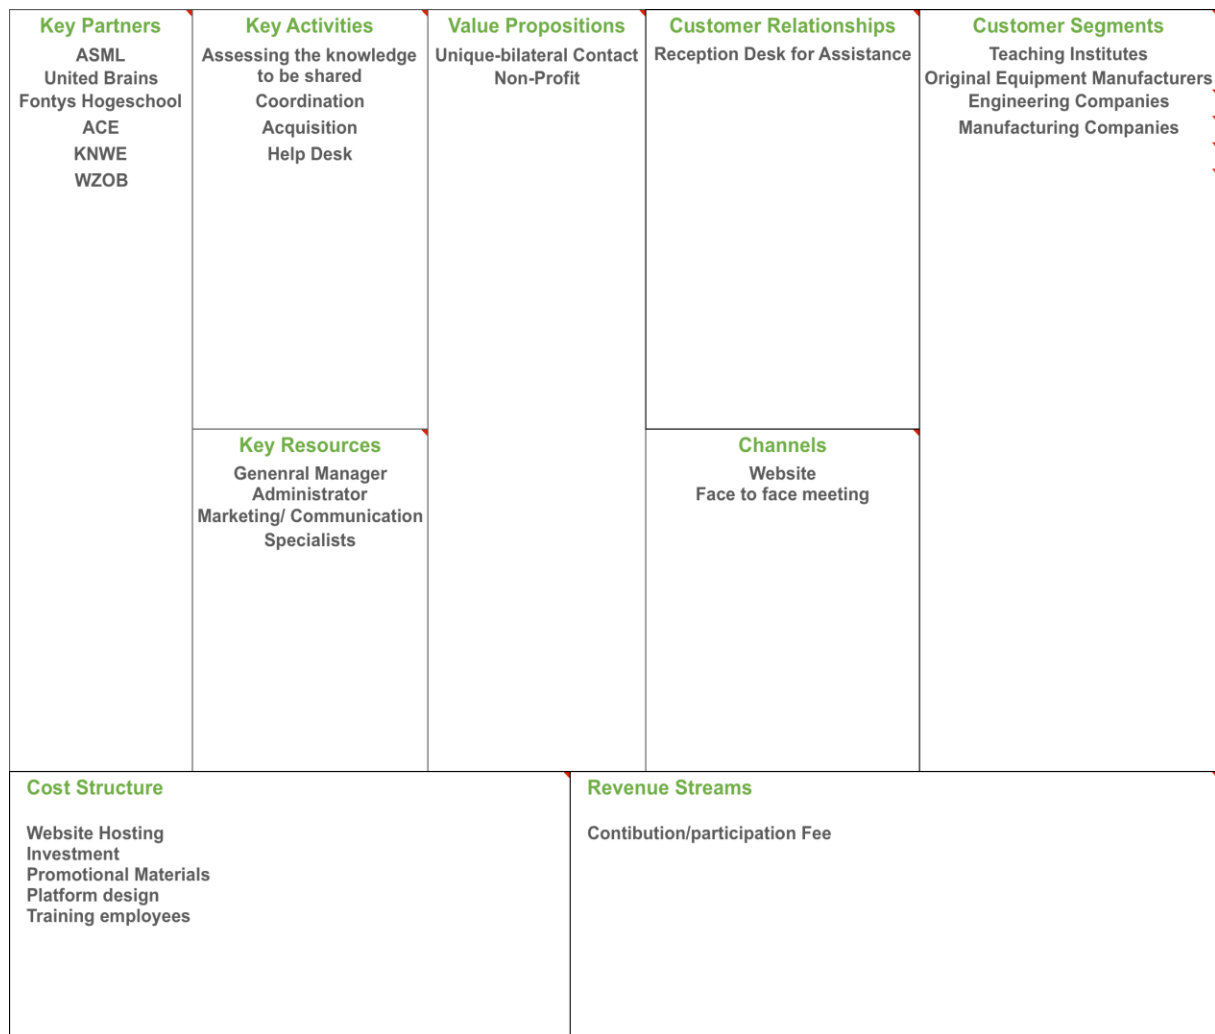 Key Partners
ASML
United Brains
Fontys Hogeschool
ACE
KNWE
WZOB
Key Activities
Assessing the knowledge
to be shared
Coordination
Acquisition
Help Desk
Key Resources
Genenral Manager
Administrator
Marketing/ Communication
Specialists
Value Propositions
Unique-bilateral Contact
Non-Profit
Customer Relationships
Reception Desk for Assistance
Channels
Website
Face to face meeting
Customer Segments
Teaching Institutes
Original Equipment Manufacturers
Engineering Companies
Manufacturing Companies
Cost Structure
Website Hosting
Investment
Promotional Materials
Platform design
Training employees
Revenue Streams
Contibution/participation Fee